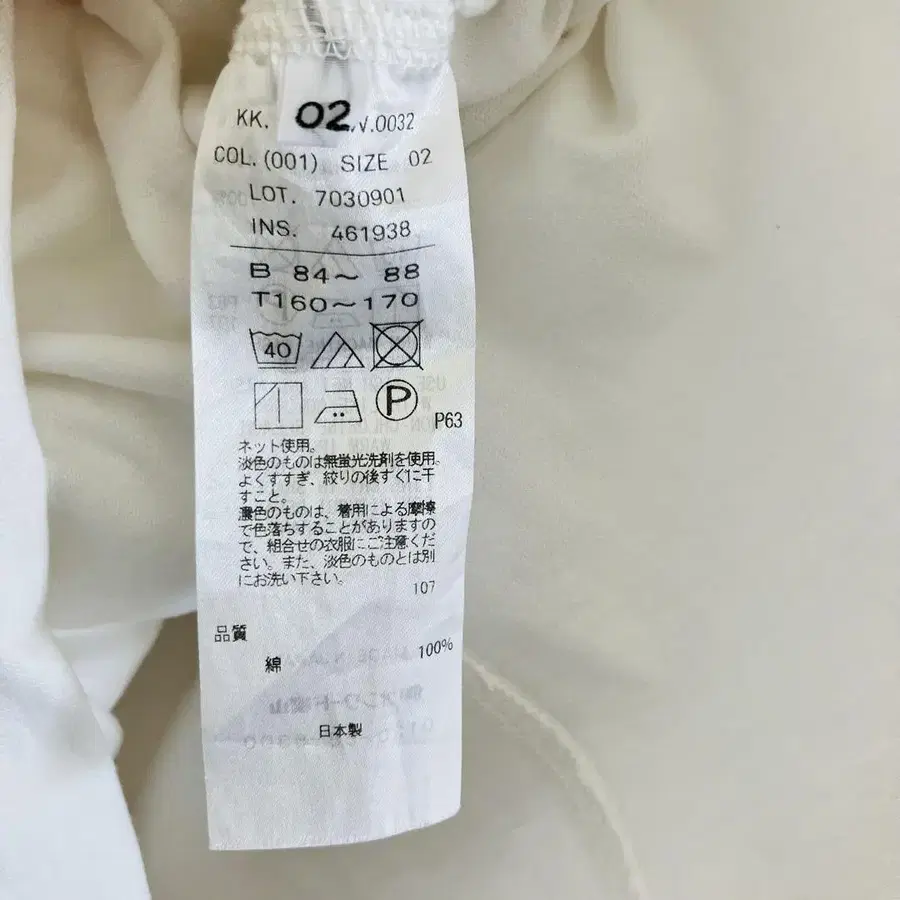 KK. 02 V.0032
COL.(001) SIZE 02
LOT. 7030901
INS. 461938
B 84～ 88
T160～170
40
P
P63
ネット使用。
淡色のものは無蛍光洗剤を使用。
よくすすぎ、絞りの後すぐに干
すこと。
濃色のものは、着用による摩擦
で色落ちすることがありますの
で、組合せの衣服にご注意くだ
さい。また、淡色のものとは別
にお洗い下さい。
107
品質
綿 100%
日本製